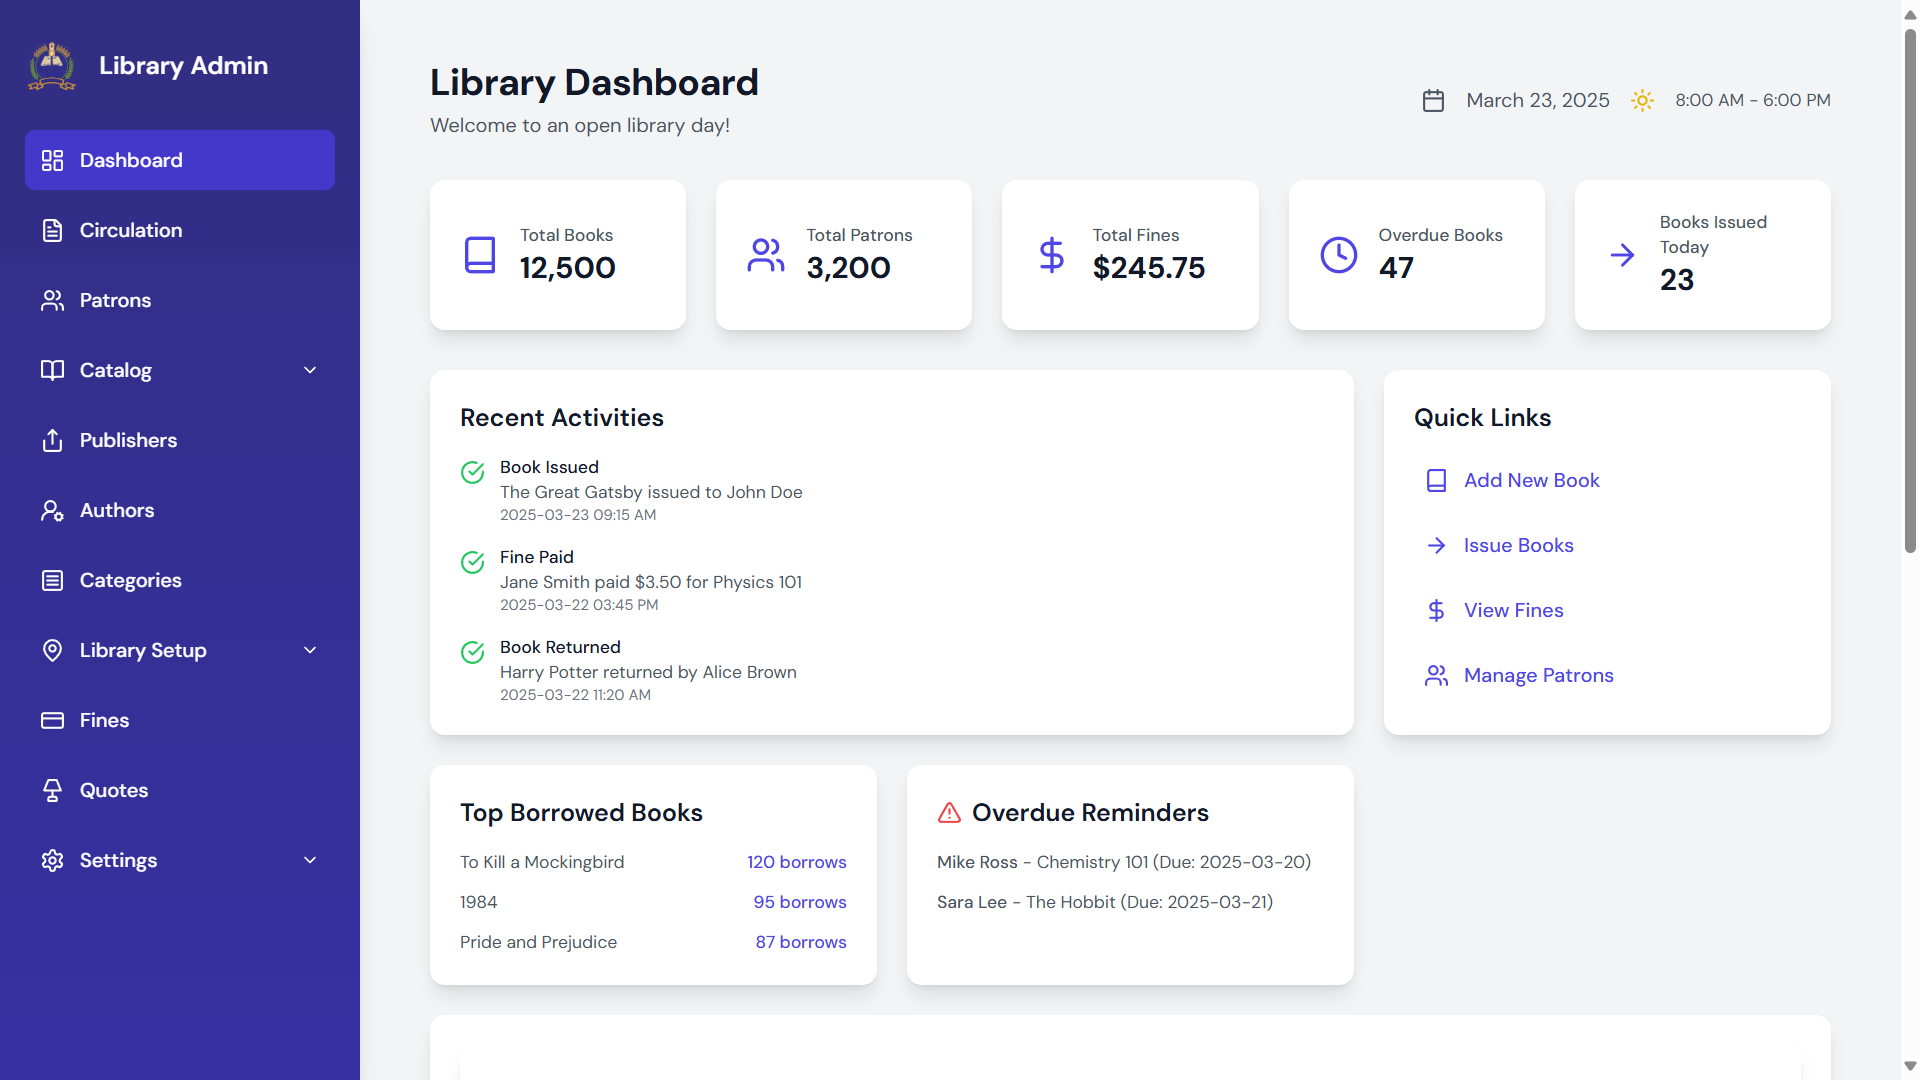 Library Admin
Dashboard
Circulation
Patrons
Catalog
Publishers
Authors
Categories
Library Setup
Fines
Quotes
Settings
Library Dashboard
Welcome to an open library day!
March 23, 2025
8:00 AM - 6:00 PM
Total Books
12,500
Total Patrons
3,200
Total Fines
$245.75
Overdue Books
47
Books Issued
Today
23
Recent Activities
Book Issued
The Great Gatsby issued to John Doe
2025-03-23 09:15 AM
Fine Paid
Jane Smith paid $3.50 for Physics 101
2025-03-22 03:45 PM
Book Returned
Harry Potter returned by Alice Brown
2025-03-22 11:20 AM
Quick Links
Add New Book
Issue Books
View Fines
Manage Patrons
Top Borrowed Books
To Kill a Mockingbird 120 borrows
1984 95 borrows
Pride and Prejudice 87 borrows
Overdue Reminders
Mike Ross - Chemistry 101 (Due: 2025-03-20)
Sara Lee - The Hobbit (Due: 2025-03-21)